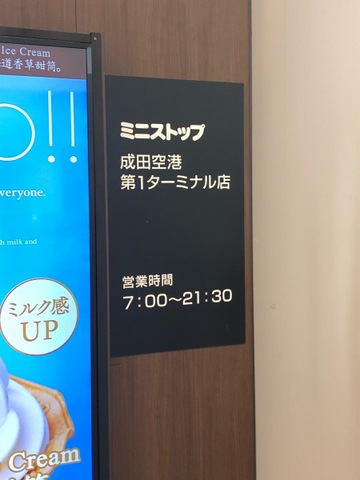 Ice Cream
道香草甜筒。
!!
everyone.
milk and
ミルク感
UP
Cream
ミニストップ
成田空港
第1ターミナル店
営業時間
7:00～21:30